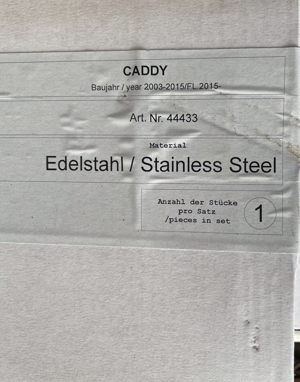 CADDY
Baujahr / year 2003-2015/FL 2015-
Art. Nr. 44433
Material
Edelstahl / Stainless Steel
Anzahl der Stücke
pro Satz
/pieces in set
1